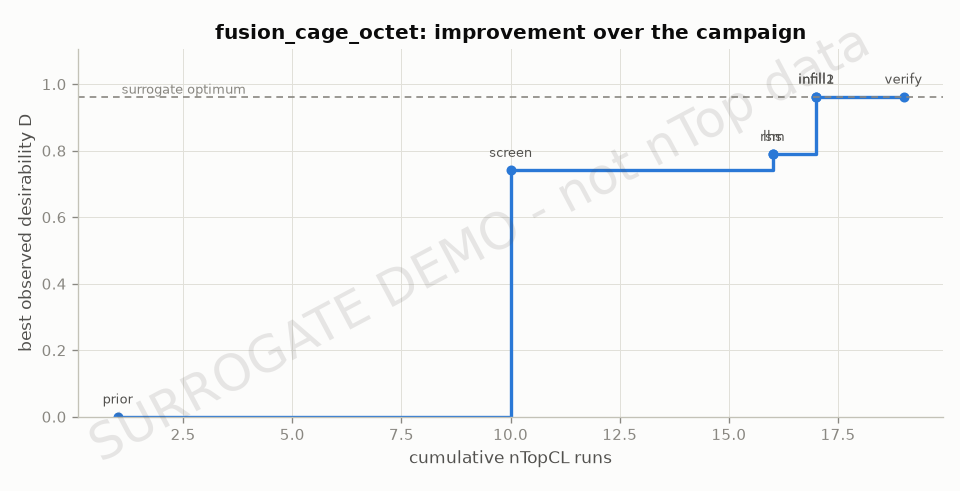 fusion_cage_octet: improvement over the campaign
SURROGATE DEMO - not nTop data
best observed desirability D
1.0
0.8
0.6
0.4
0.2
0.0
surrogate optimum
prior
screen
verify
2.5
5.0
7.5
10.0
12.5
15.0
17.5
cumulative nTopCL runs